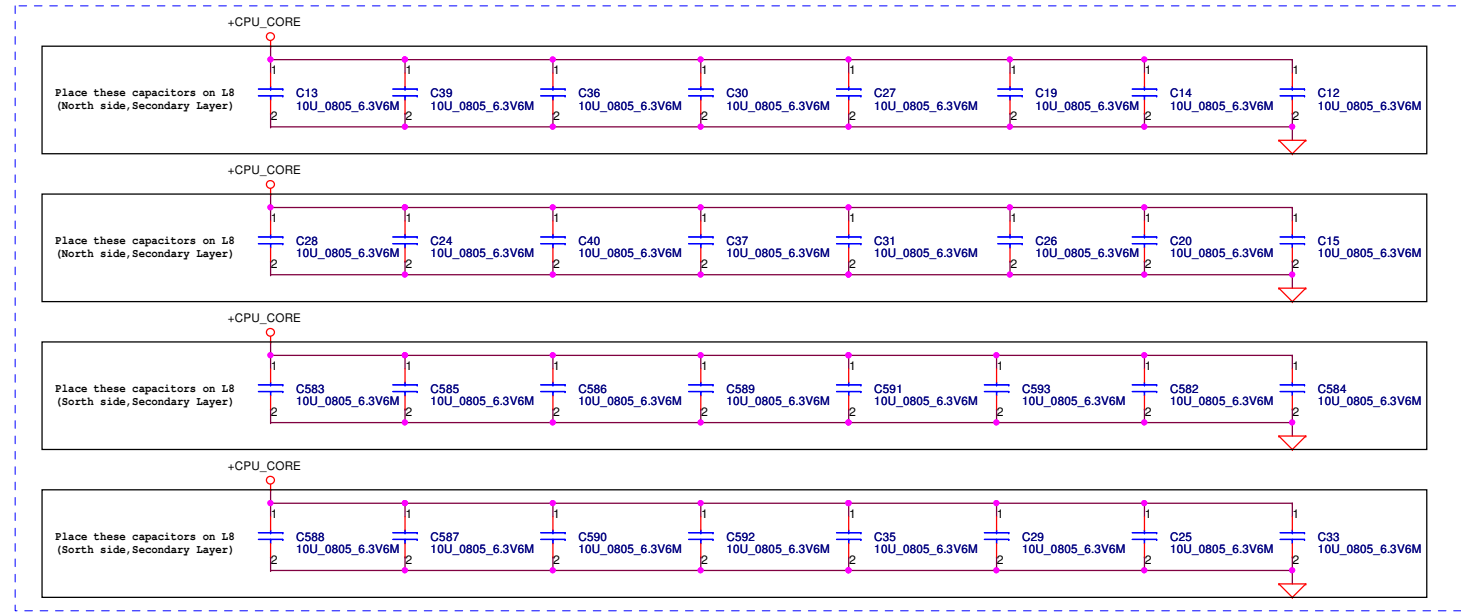 +CPU_CORE
Place these capacitors on L8
(North side,Secondary Layer)
1 1 1 1 1 1 1 1
C13 C39 C36 C30 C27 C19 C14 C12
10U_0805_6.3V6M 10U_0805_6.3V6M 10U_0805_6.3V6M 10U_0805_6.3V6M 10U_0805_6.3V6M 10U_0805_6.3V6M 10U_0805_6.3V6M 10U_0805_6.3V6M
2 2 2 2 2 2 2 2
+CPU_CORE
Place these capacitors on L8
(North side,Secondary Layer)
1 1 1 1 1 1 1 1
C28 C24 C40 C37 C31 C26 C20 C15
10U_0805_6.3V6M 10U_0805_6.3V6M 10U_0805_6.3V6M 10U_0805_6.3V6M 10U_0805_6.3V6M 10U_0805_6.3V6M 10U_0805_6.3V6M 10U_0805_6.3V6M
2 2 2 2 2 2 2 2
+CPU_CORE
Place these capacitors on L8
(Sorth side,Secondary Layer)
1 1 1 1 1 1 1 1
C583 C585 C586 C589 C591 C593 C582 C584
10U_0805_6.3V6M 10U_0805_6.3V6M 10U_0805_6.3V6M 10U_0805_6.3V6M 10U_0805_6.3V6M 10U_0805_6.3V6M 10U_0805_6.3V6M 10U_0805_6.3V6M
2 2 2 2 2 2 2 2
+CPU_CORE
Place these capacitors on L8
(Sorth side,Secondary Layer)
1 1 1 1 1 1 1 1
C588 C587 C590 C592 C35 C29 C25 C33
10U_0805_6.3V6M 10U_0805_6.3V6M 10U_0805_6.3V6M 10U_0805_6.3V6M 10U_0805_6.3V6M 10U_0805_6.3V6M 10U_0805_6.3V6M 10U_0805_6.3V6M
2 2 2 2 2 2 2 2